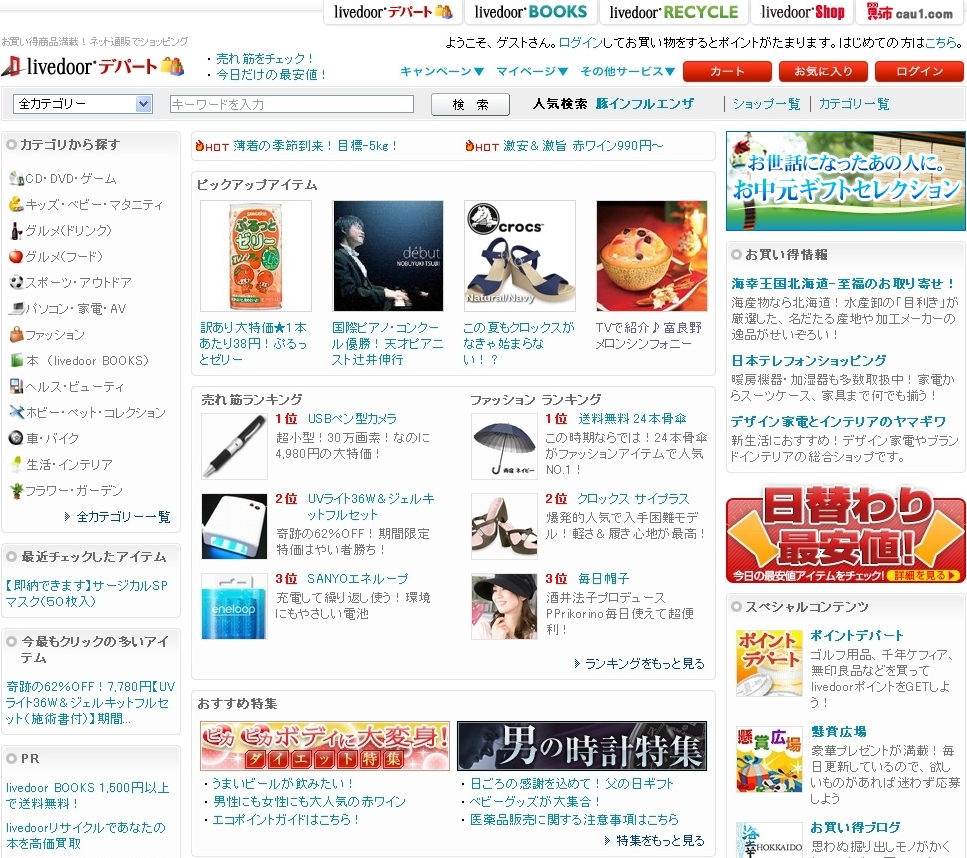 livedoor デパート
livedoor BOOKS
livedoor RECYCLE
livedoor Shop
買沛 cau1.com
お買い得商品満載！ネット通販でショッピング
livedoor デパート
・売れ筋をチェック！
・今日だけの最安値！
ようこそ、ゲストさん。ログインしてお買い物をするとポイントがたまります。はじめての方はこちら。
キャンペーン▼ マイページ▼ その他サービス▼ カート お気に入り ログイン
全カテゴリー キーワードを入力 検 索 人気検索 豚インフルエンザ │ショップ一覧 │カテゴリ一覧
カテゴリから探す
CD・DVD・ゲーム
キッズ・ベビー・マタニティ
グルメ(ドリンク)
グルメ(フード)
スポーツ・アウトドア
パソコン・家電・AV
ファッション
本（livedoor BOOKS）
ヘルス・ビューティ
ホビー・ペット・コレクション
車・バイク
生活・インテリア
フラワー・ガーデン
全カテゴリー一覧
最近チェックしたアイテム
【即納できます】サージカルSP
マスク(50枚入)
今最もクリックの多いアイ
テム
奇跡の62%OFF！7,780円【UV
ライト36W＆ジェルキットフルセ
ット（施術書付）】期間...
PR
livedoor BOOKS 1,500円以上
で送料無料！
livedoorリサイクルであなたの
本を高価買取
HOT 薄着の季節到来！目標-5kg！
HOT 激安＆激旨 赤ワイン990円～
ピックアップアイテム
SANGARIA
ぷるっと
ゼリー
訳あり大特価★1本
あたり38円！ぷるっ
とゼリー
début
NOBUYUKI TSUJII
国際ピアノ・コンクー
ル優勝！天才ピアニ
スト辻井伸行
crocs
Natural/Navy
この夏もクロックスが
なきゃ始まらな
い！？
TVで紹介♪富良野
メロンシンフォニー
売れ筋ランキング
1位 USBペン型カメラ
超小型！30万画素！なのに
4,980円の大特価！
2位 UVライト36W＆ジェルキ
ットフルセット
奇跡の62%OFF！期間限定
特価はやい者勝ち！
eneloop
3位 SANYOエネループ
充電して繰り返し使う！環境
にもやさしい電池
ファッション ランキング
1位 送料無料 24本骨傘
この時期ならでは！24本骨傘
がファッションアイテムで人気
NO.1！
2位 クロックス サイプラス
爆発的人気で入手困難モデ
ル！軽さ＆履き心地が最高！
3位 毎日帽子
酒井法子プロデュース
PPrikorino毎日使えて超便
利！
ランキングをもっと見る
おすすめ特集
ピカピカボディに大変身！
ダイエット特集
・うまいビールが飲みたい！
・男性にも女性にも大人気の赤ワイン
・エコポイントガイドはこちら！
男の時計特集
・日ごろの感謝を込めて！父の日ギフト
・ベビーグッズが大集合！
・医薬品販売に関する注意事項はこちら
特集をもっと見る
お世話になったあの人に。
お中元ギフトセレクション
お買い得情報
海幸王国北海道-至福のお取り寄せ！
海産物なら北海道！水産卸の「目利き」が
厳選した、名だたる産地や加工メーカーの
逸品がせいぞろい！
日本テレフォンショッピング
暖房機器・加湿器も多数取扱中！家電か
らスーツケース、家具まで何でも揃う！
デザイン家電とインテリアのヤマギワ
新生活におすすめ！デザイン家電やブラン
ドインテリアの総合ショップです。
日替わり
最安値！
今日の最安値アイテムをチェック！ 詳細を見る
スペシャルコンテンツ
ポイント
デパート
ポイントデパート
ゴルフ用品、千年ケフィア、
無印良品などを買って
livedoorポイントをGETしよ
う！
懸賞広場
懸賞広場
豪華プレゼントが満載！毎
日更新しているので、欲し
いものがあれば迷わず応募
しよう
海幸
HOKKAIDO
お買い得ブログ
思わぬ掘り出しモノがかく